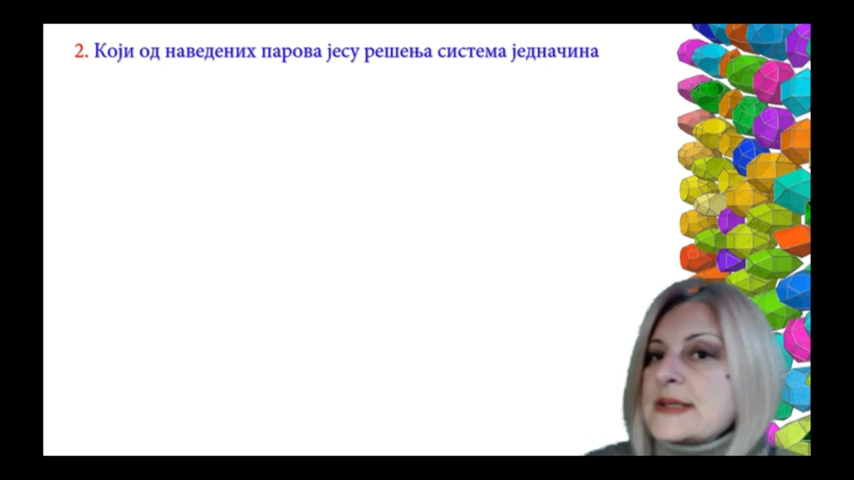 2. Који од наведених парова јесу решења система једначина